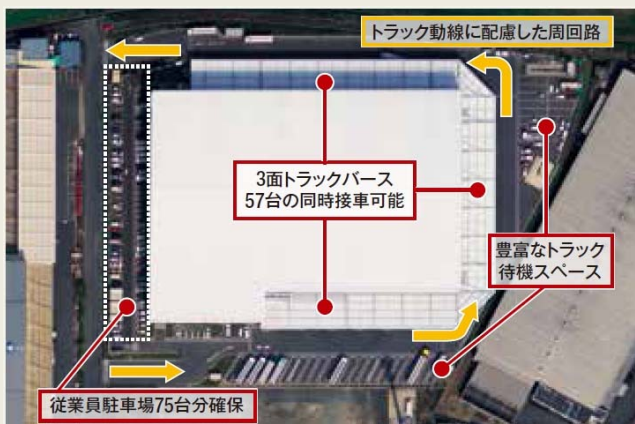 トラック動線に配慮した周回路
3面トラックバース
57台の同時接車可能
豊富なトラック
待機スペース
従業員駐車場75台分確保